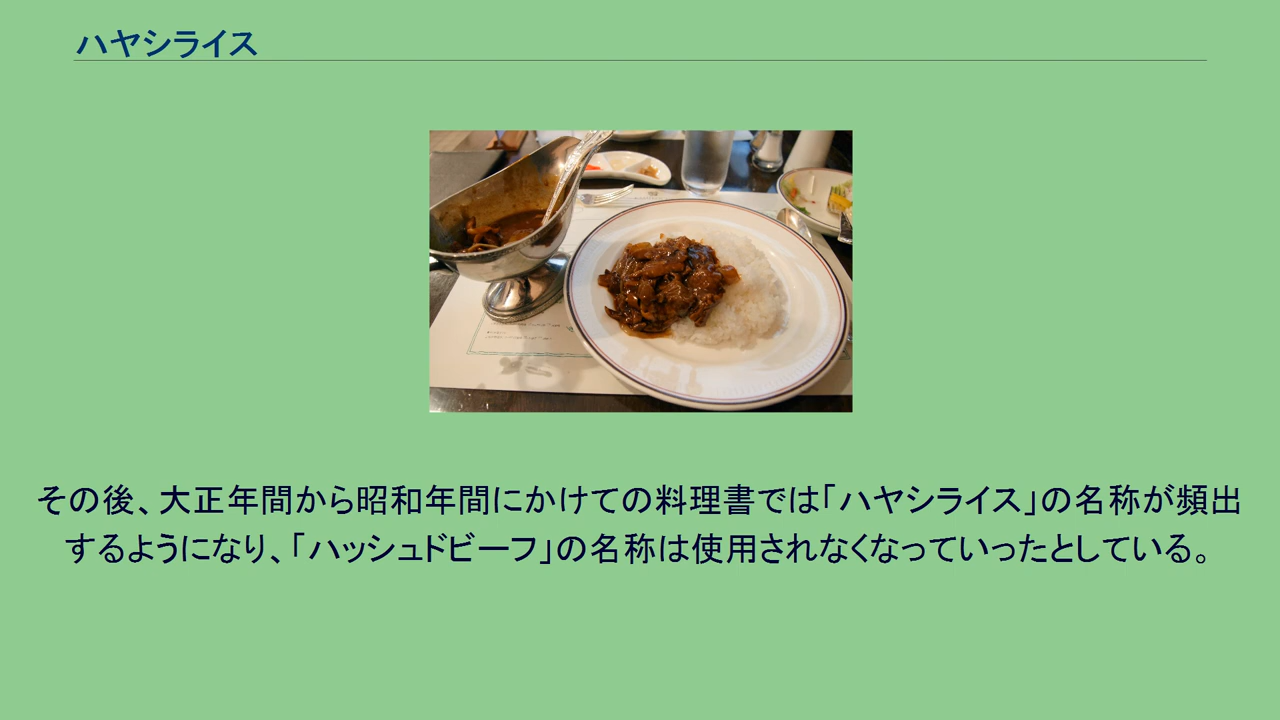 ハヤシライス
その後、大正年間から昭和年間にかけての料理書では「ハヤシライス」の名称が頻出
するようになり、「ハッシュドビーフ」の名称は使用されなくなっていったとしている。